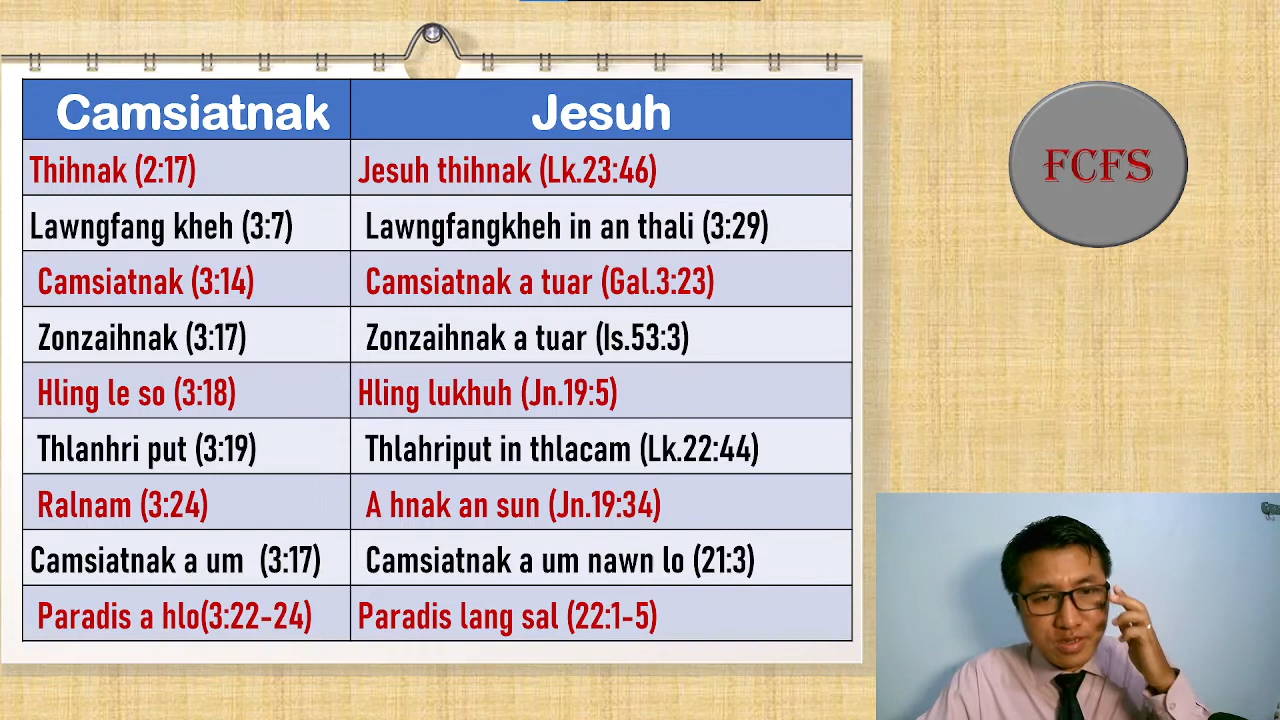 Camsiatnak Jesuh
Thihnak (2:17) Jesuh thihnak (Lk.23:46)
Lawngfang kheh (3:7) Lawngfangkheh in an thali (3:29)
Camsiatnak (3:14) Camsiatnak a tuar (Gal.3:23)
Zonzaihnak (3:17) Zonzaihnak a tuar (Is.53:3)
Hling le so (3:18) Hling lukhuh (Jn.19:5)
Thlanhri put (3:19) Thlahriput in thlacam (Lk.22:44)
Ralnam (3:24) A hnak an sun (Jn.19:34)
Camsiatnak a um (3:17) Camsiatnak a um nawn lo (21:3)
Paradis a hlo(3:22-24) Paradis lang sal (22:1-5)
FCFS